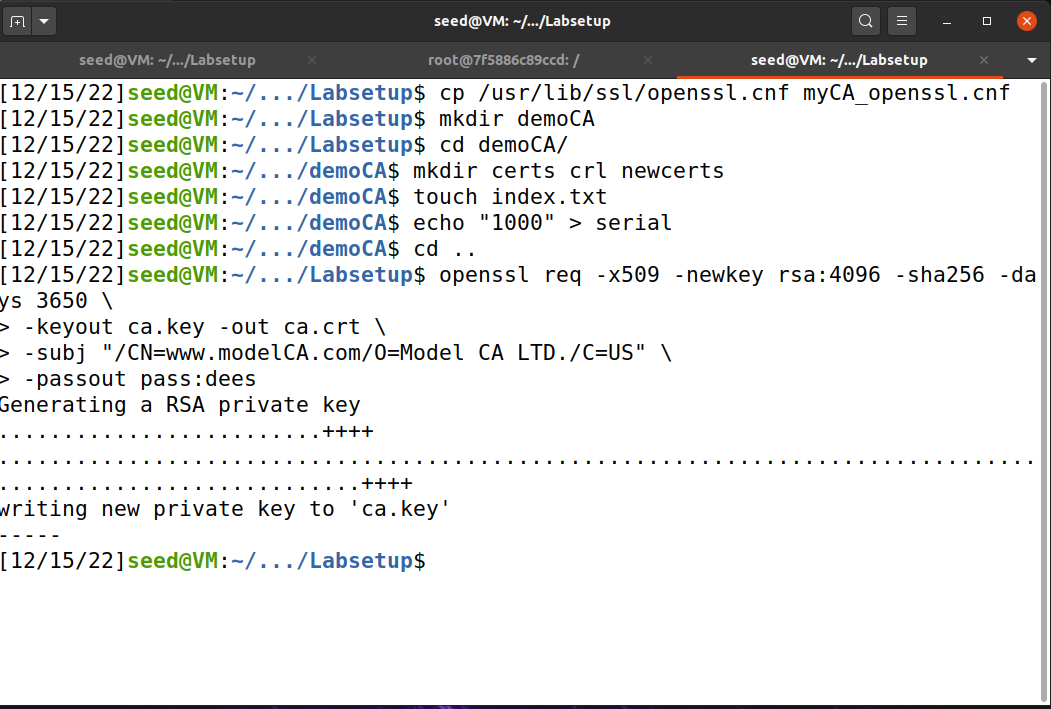 seed@VM: ~/.../Labsetup
seed@VM: ~/.../Labsetup
root@7f5886c89ccd: /
seed@VM: ~/.../Labsetup
[12/15/22]seed@VM:~/.../Labsetup$ cp /usr/lib/ssl/openssl.cnf myCA_openssl.cnf
[12/15/22]seed@VM:~/.../Labsetup$ mkdir demoCA
[12/15/22]seed@VM:~/.../Labsetup$ cd demoCA/
[12/15/22]seed@VM:~/.../demoCA$ mkdir certs crl newcerts
[12/15/22]seed@VM:~/.../demoCA$ touch index.txt
[12/15/22]seed@VM:~/.../demoCA$ echo "1000" > serial
[12/15/22]seed@VM:~/.../demoCA$ cd ..
[12/15/22]seed@VM:~/.../Labsetup$ openssl req -x509 -newkey rsa:4096 -sha256 -da
ys 3650 \
> -keyout ca.key -out ca.crt \
> -subj "/CN=www.modelCA.com/O=Model CA LTD./C=US" \
> -passout pass:dees
Generating a RSA private key
.........................++++
................................................................................
............................++++
writing new private key to 'ca.key'
-----
[12/15/22]seed@VM:~/.../Labsetup$